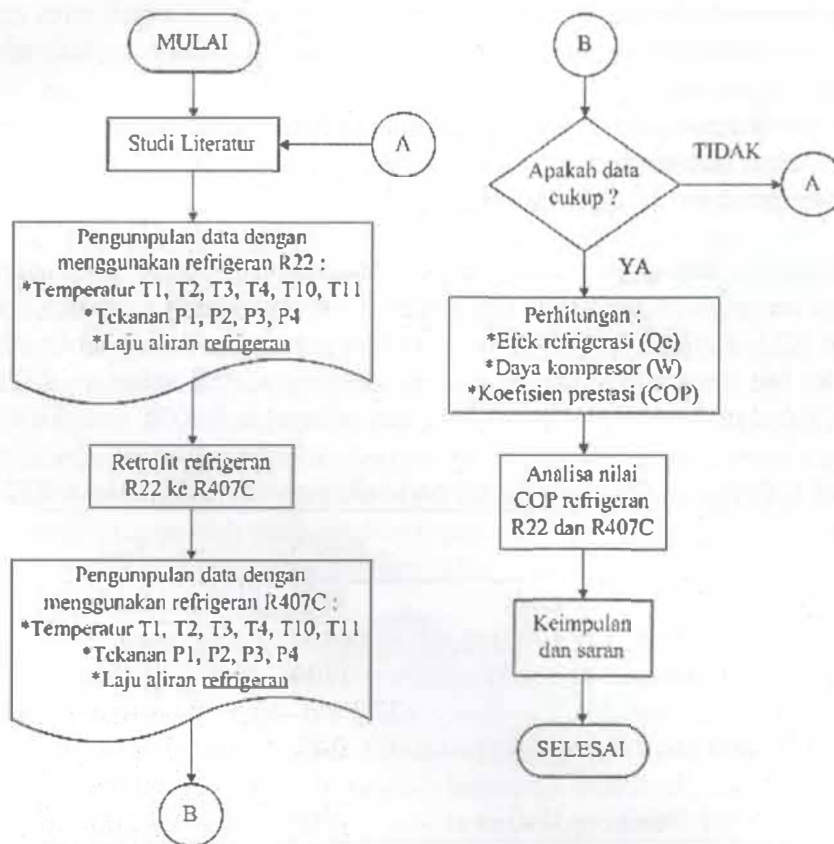 MULAI
Studi Literatur
A
Pengumpulan data dengan
menggunakan refrigeran R22 :
*Temperatur T1, T2, T3, T4, T10, T11
*Tekanan P1, P2, P3, P4
*Laju aliran refrigeran
Retrofit refrigeran
R22 ke R407C
Pengumpulan data dengan
menggunakan refrigeran R407C :
*Temperatur T1, T2, T3, T4, T10, T11
*Tekanan P1, P2, P3, P4
*Laju aliran refrigeran
B
B
Apakah data
cukup ?
TIDAK
A
YA
Perhitungan :
*Efek refrigerasi (Qe)
*Daya kompresor (W)
*Koefisien prestasi (COP)
Analisa nilai
COP refrigeran
R22 dan R407C
Keimpulan
dan saran
SELESAI